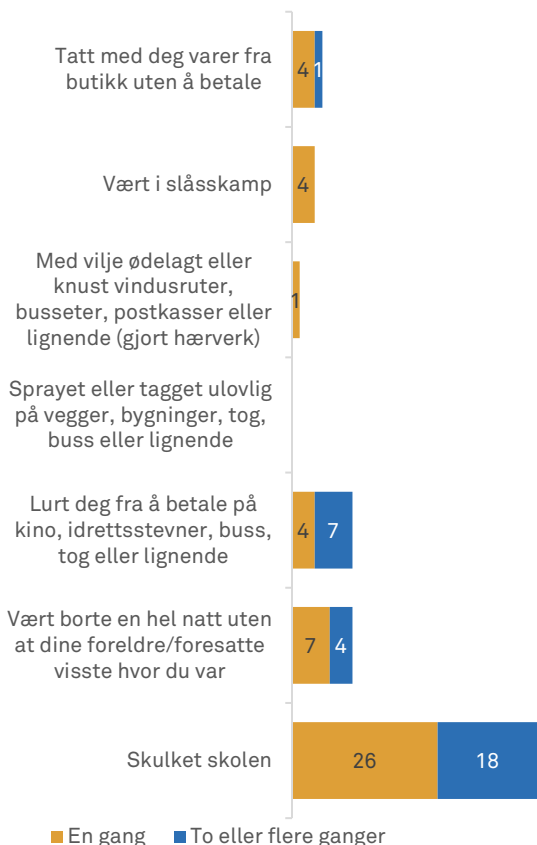 Tatt med deg varer fra
butikk uten å betale
4 1
Vært i slåsskamp
4
Med vilje ødelagt eller
knust vindusruter,
busseter, postkasser eller
lignende (gjort hærverk)
1
Sprayet eller tagget ulovlig
på vegger, bygninger, tog,
buss eller lignende
Lurt deg fra å betale på
kino, idrettsstevner, buss,
tog eller lignende
4 7
Vært borte en hel natt uten
at dine foreldre/foresatte
visste hvor du var
7 4
Skulket skolen
26 18
En gang To eller flere ganger